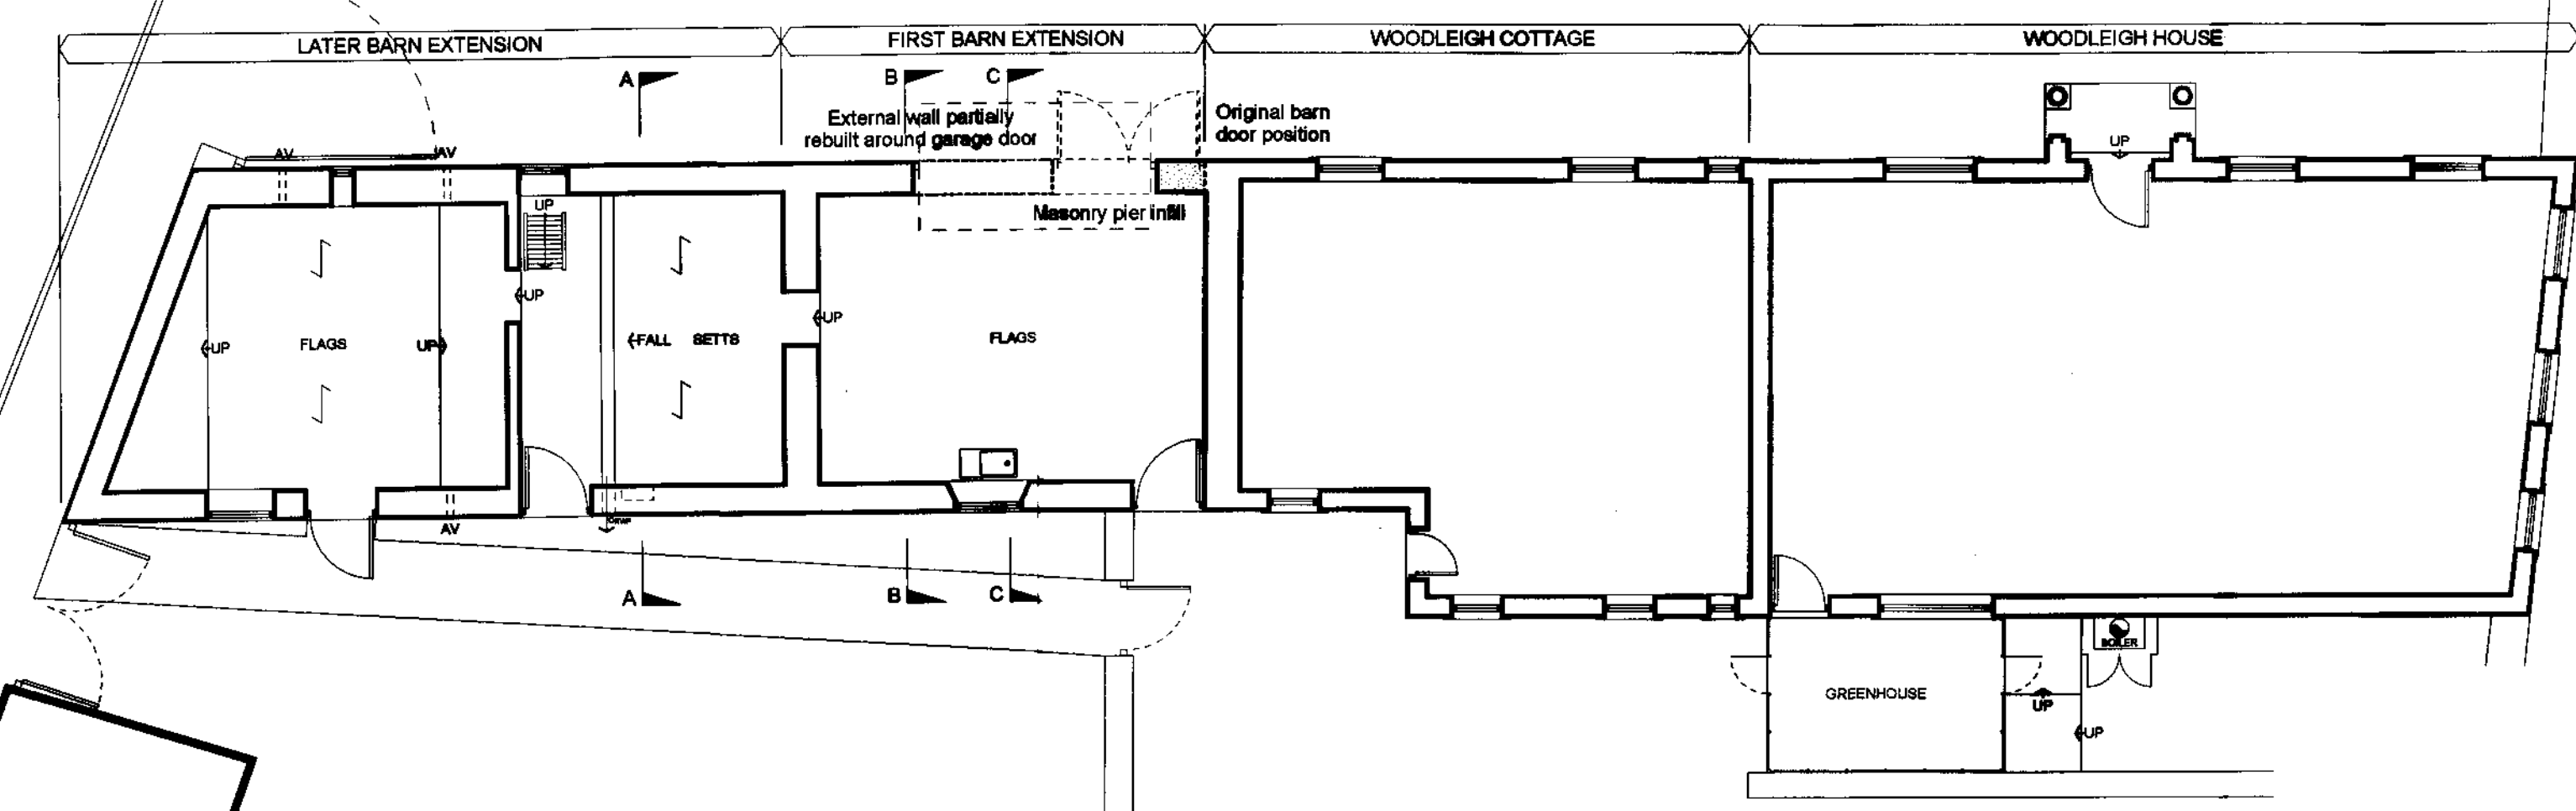 LATER BARN EXTENSION
FIRST BARN EXTENSION
WOODLEIGH COTTAGE
WOODLEIGH HOUSE
A
B
C
External wall partially
rebuilt around garage door
Original barn
door position
AV
AV
UP
UP
Masonry pier infill
UP
UP
UP
FLAGS
UP
FALL
SETTS
FLAGS
AV
RWP
A
B
C
BOILER
GREENHOUSE
UP
UP